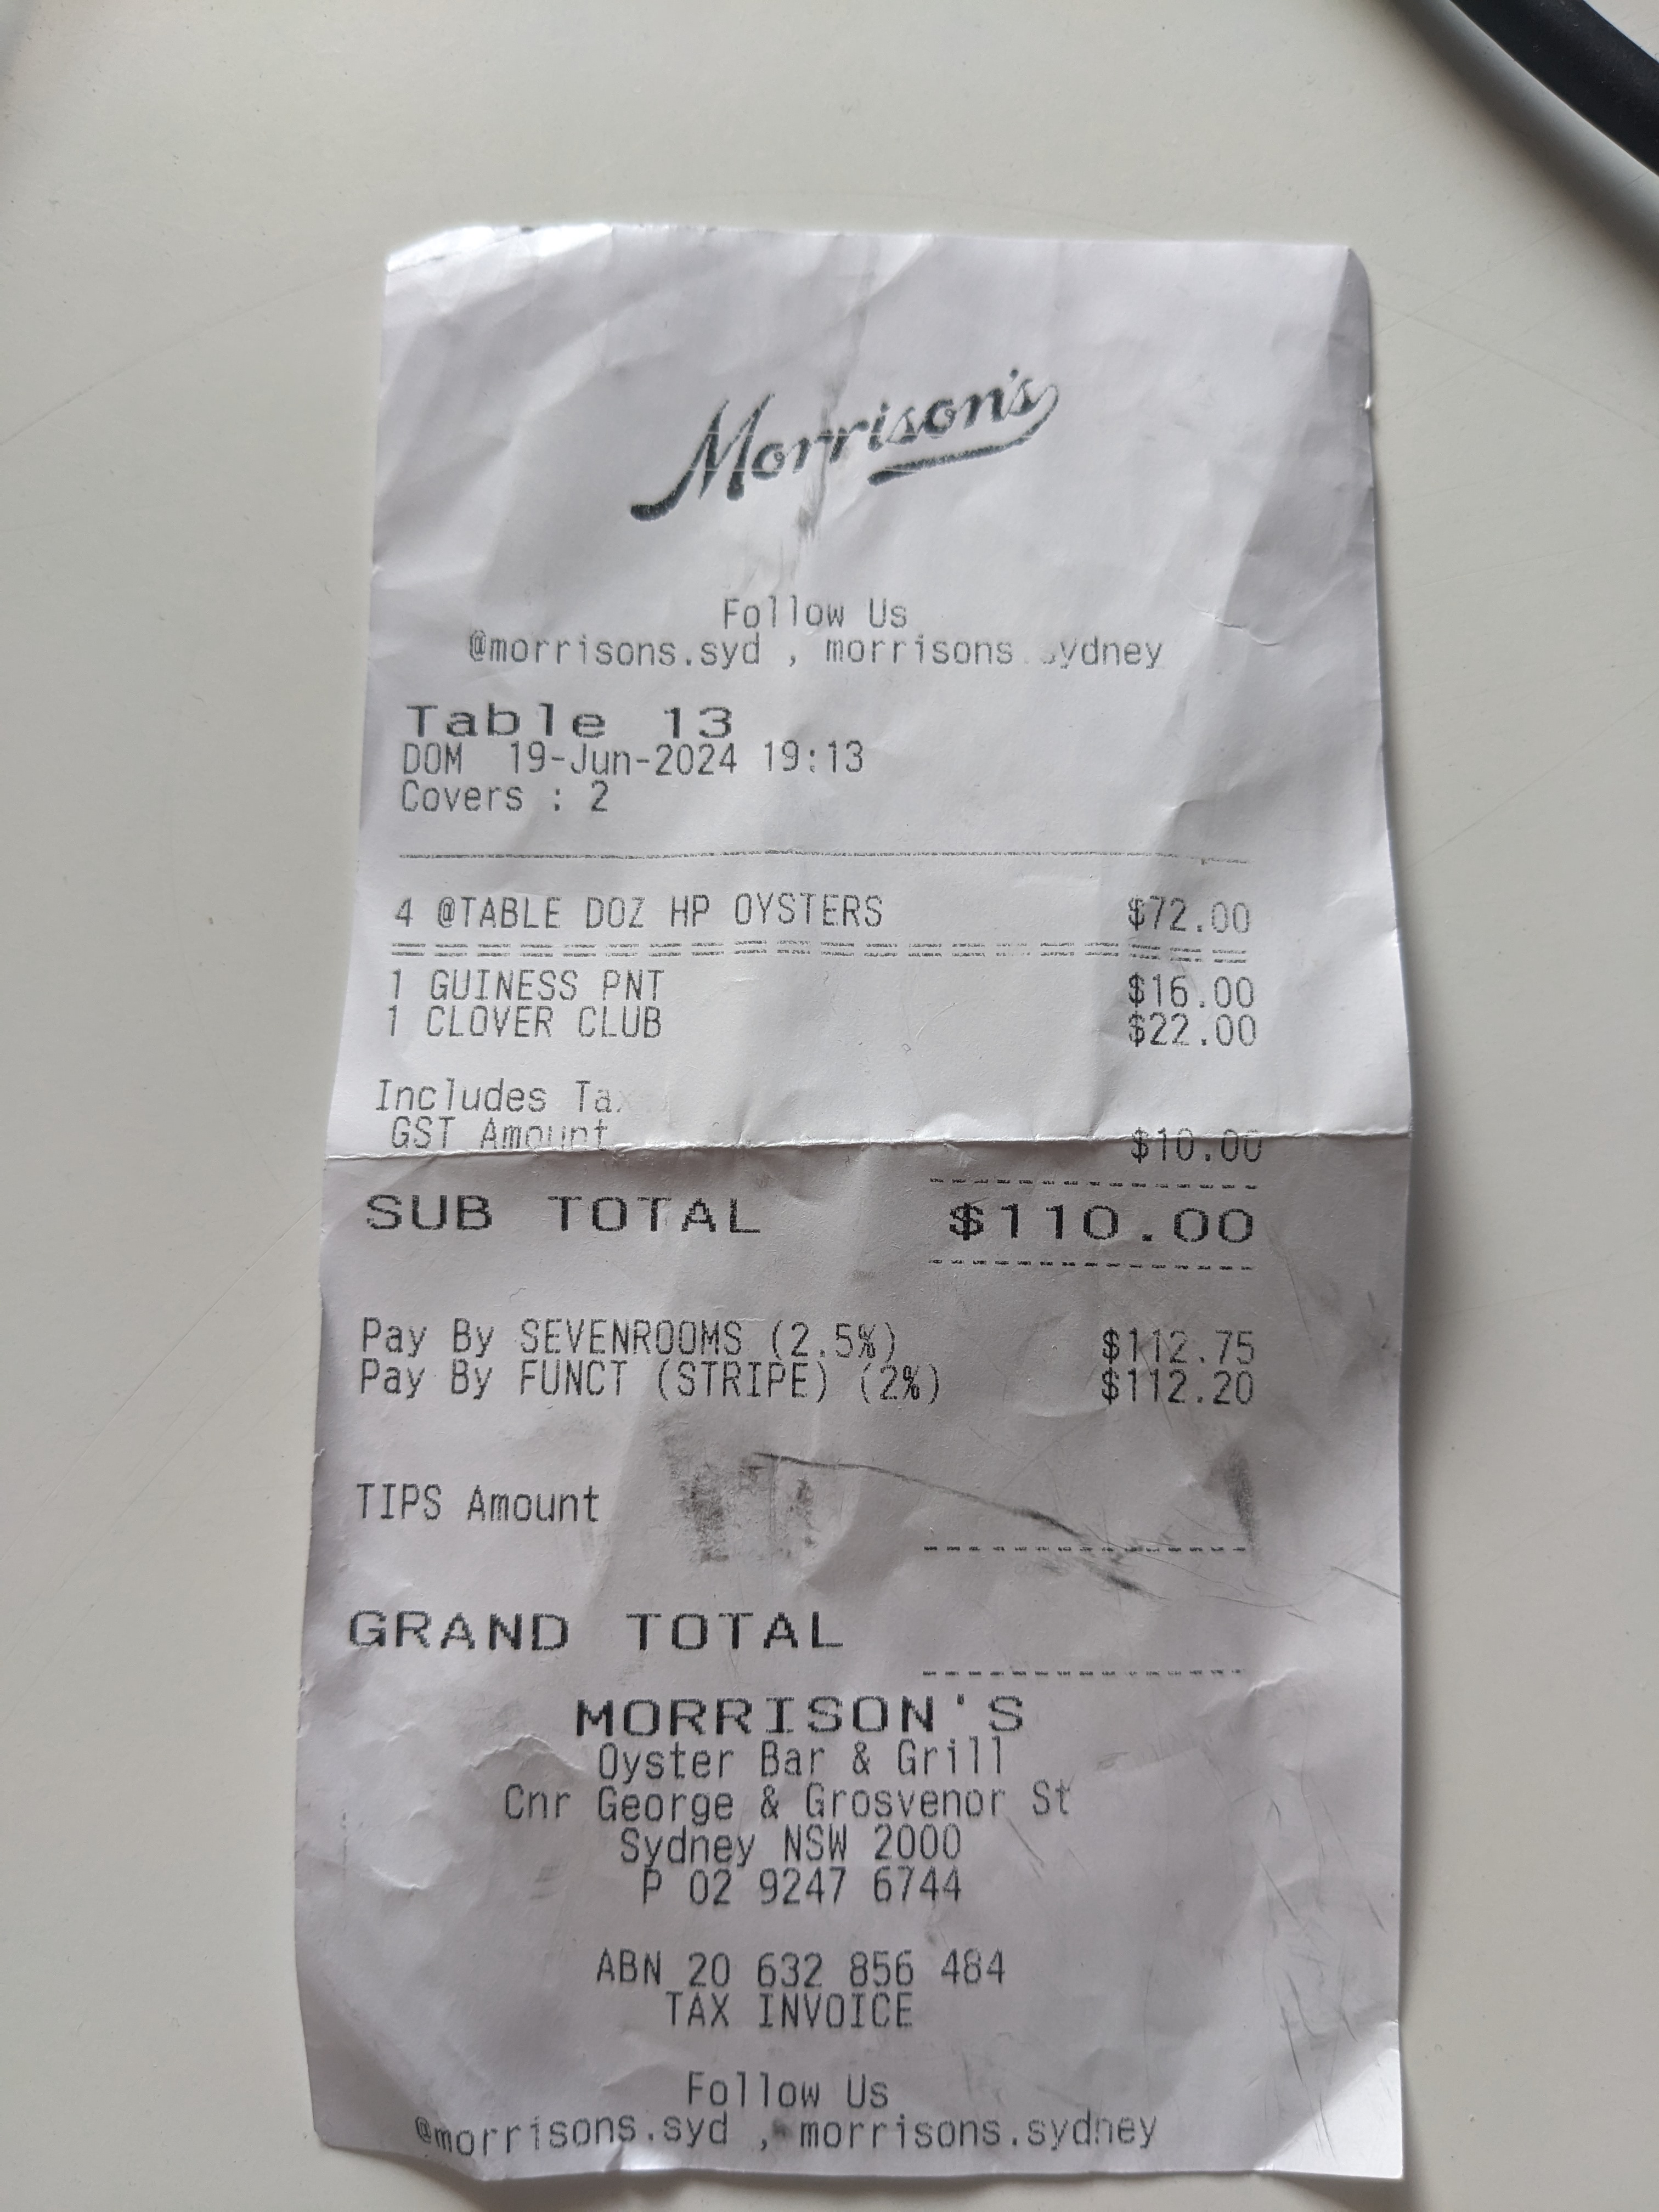 Morrison's
Follow Us
@morrisons.syd , morrisons.sydney
Table 13
DOM 19-Jun-2024 19:13
Covers : 2
4 @TABLE DOZ HP OYSTERS $72.00
1 GUINESS PNT $16.00
1 CLOVER CLUB $22.00
Includes Tax
GST Amount $10.00
SUB TOTAL $110.00
Pay By SEVENROOMS (2.5%) $112.75
Pay By FUNCT (STRIPE) (2%) $112.20
TIPS Amount
GRAND TOTAL
MORRISON'S
Oyster Bar & Grill
Cnr George & Grosvenor St
Sydney NSW 2000
P 02 9247 6744
ABN 20 632 856 484
TAX INVOICE
Follow Us
@morrisons.syd , morrisons.sydney